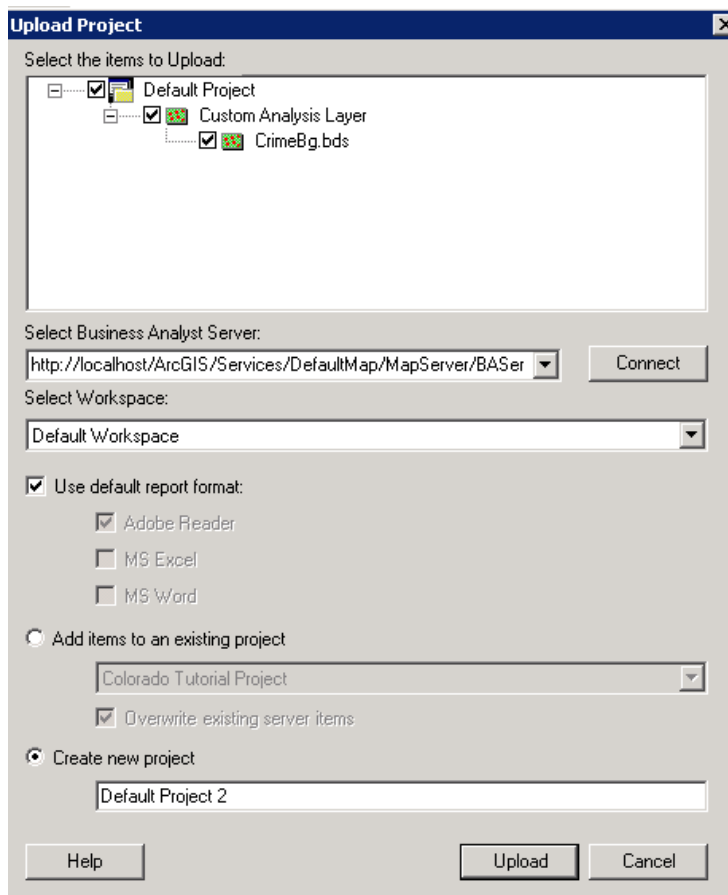 Upload Project
Select the items to Upload:
Default Project
Custom Analysis Layer
CrimeBg.bds
Select Business Analyst Server:
http://localhost/ArcGIS/Services/DefaultMap/MapServer/BASer
Connect
Select Workspace:
Default Workspace
Use default report format:
Adobe Reader
MS Excel
MS Word
Add items to an existing project
Colorado Tutorial Project
Overwrite existing server items
Create new project
Default Project 2
Help
Upload
Cancel